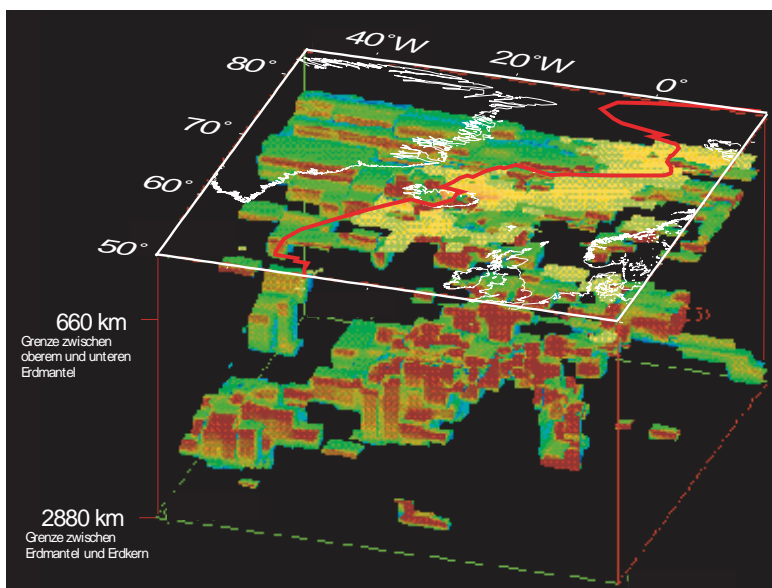 40°W
20°W
0°
80°
70°
60°
50°
660 km
Grenze zwischen
oberem und unteren
Erdmantel
2880 km
Grenze zwischen
Erdmantel und Erdkern